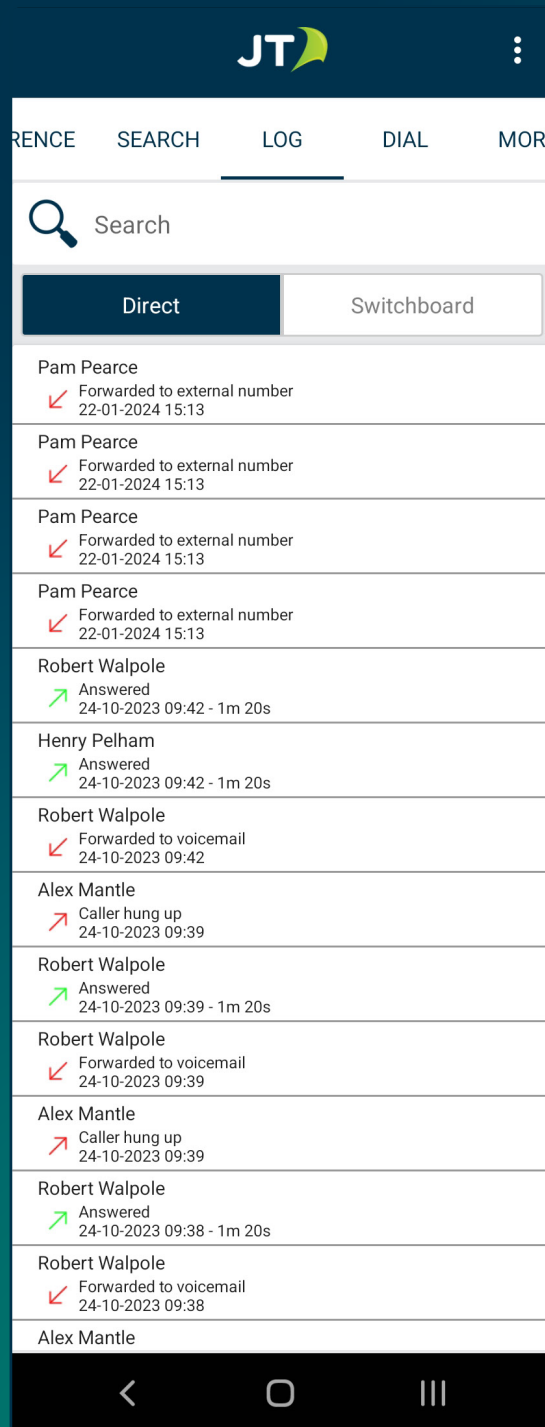 JT
RENCE SEARCH LOG DIAL MOR
Search
Direct Switchboard
Pam Pearce
Forwarded to external number
22-01-2024 15:13
Pam Pearce
Forwarded to external number
22-01-2024 15:13
Pam Pearce
Forwarded to external number
22-01-2024 15:13
Pam Pearce
Forwarded to external number
22-01-2024 15:13
Robert Walpole
Answered
24-10-2023 09:42 - 1m 20s
Henry Pelham
Answered
24-10-2023 09:42 - 1m 20s
Robert Walpole
Forwarded to voicemail
24-10-2023 09:42
Alex Mantle
Caller hung up
24-10-2023 09:39
Robert Walpole
Answered
24-10-2023 09:39 - 1m 20s
Robert Walpole
Forwarded to voicemail
24-10-2023 09:39
Alex Mantle
Caller hung up
24-10-2023 09:39
Robert Walpole
Answered
24-10-2023 09:38 - 1m 20s
Robert Walpole
Forwarded to voicemail
24-10-2023 09:38
Alex Mantle